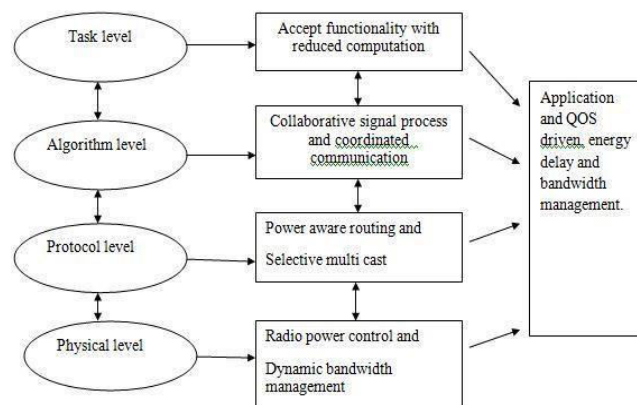 Task level
Accept functionality with
reduced computation
Algorithm level
Collaborative signal process
and coordinated
communication
Protocol level
Power aware routing and
Selective multi cast
Physical level
Radio power control and
Dynamic bandwidth
management
Application
and QOS
driven, energy
delay and
bandwidth
management.